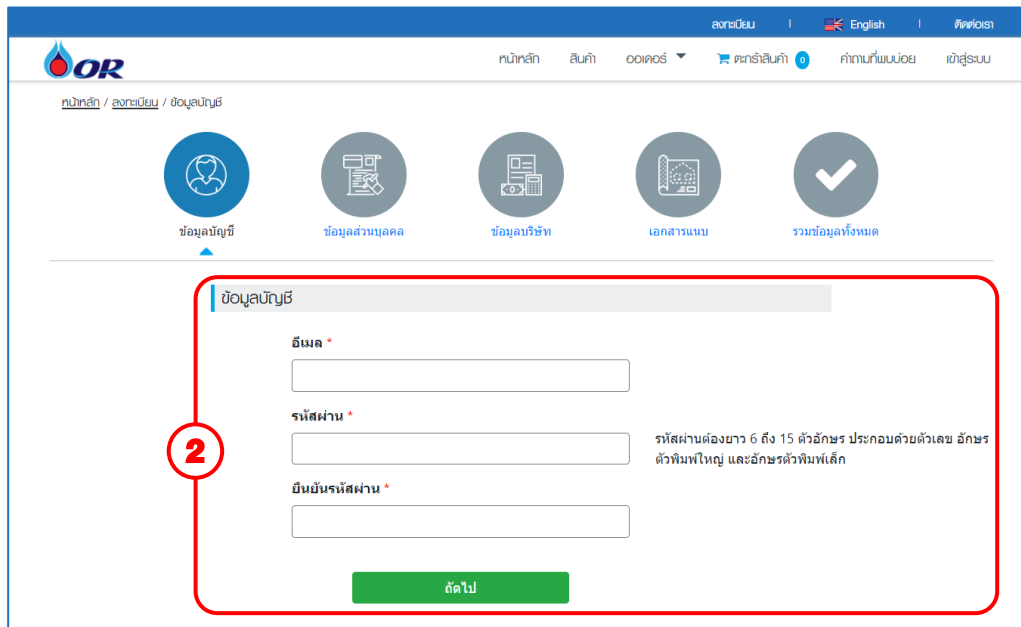 ลงทะเบียน | English | ติดต่อเรา
OR หน้าหลัก สินค้า ออเดอร์ ตะกร้าสินค้า 0 คำถามที่พบบ่อย เข้าสู่ระบบ
หน้าหลัก / ลงทะเบียน / ข้อมูลบัญชี
ข้อมูลบัญชี ข้อมูลส่วนบุคคล ข้อมูลบริษัท เอกสารแนบ รวมข้อมูลทั้งหมด
ข้อมูลบัญชี
อีเมล *
รหัสผ่าน *
2
รหัสผ่านต้องยาว 6 ถึง 15 ตัวอักษร ประกอบด้วยตัวเลข อักษร
ตัวพิมพ์ใหญ่ และอักษรตัวพิมพ์เล็ก
ยืนยันรหัสผ่าน *
ถัดไป